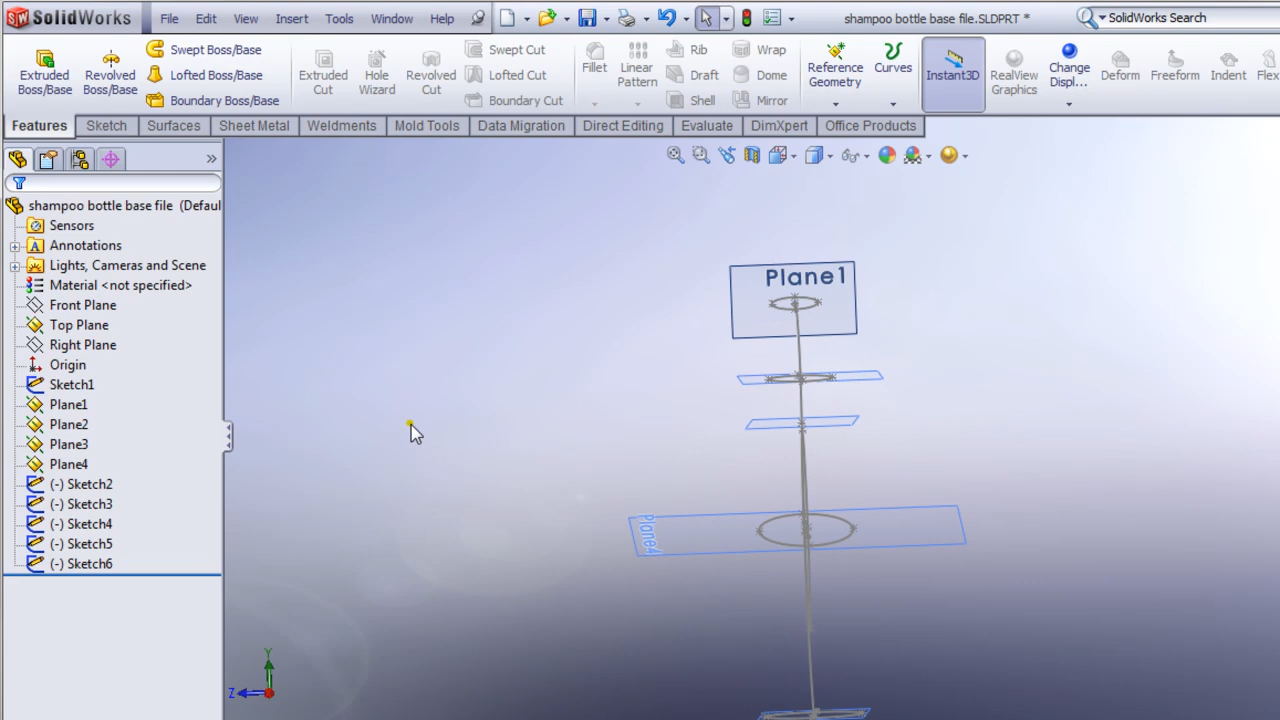 SolidWorks File Edit View Insert Tools Window Help shampoo bottle base file.SLDPRT * SolidWorks Search
Extruded Boss/Base
Revolved Boss/Base
Swept Boss/Base
Lofted Boss/Base
Boundary Boss/Base
Extruded Cut
Hole Wizard
Revolved Cut
Swept Cut
Lofted Cut
Boundary Cut
Fillet
Linear Pattern
Rib
Draft
Shell
Wrap
Dome
Mirror
Reference Geometry
Curves
Instant3D
RealView Graphics
Change Displ...
Deform
Freeform
Indent
Flex
Features Sketch Surfaces Sheet Metal Weldments Mold Tools Data Migration Direct Editing Evaluate DimXpert Office Products
shampoo bottle base file (Defaul
Sensors
Annotations
Lights, Cameras and Scene
Material <not specified>
Front Plane
Top Plane
Right Plane
Origin
Sketch1
Plane1
Plane2
Plane3
Plane4
(-) Sketch2
(-) Sketch3
(-) Sketch4
(-) Sketch5
(-) Sketch6
Plane1
Plane4
Y
Z